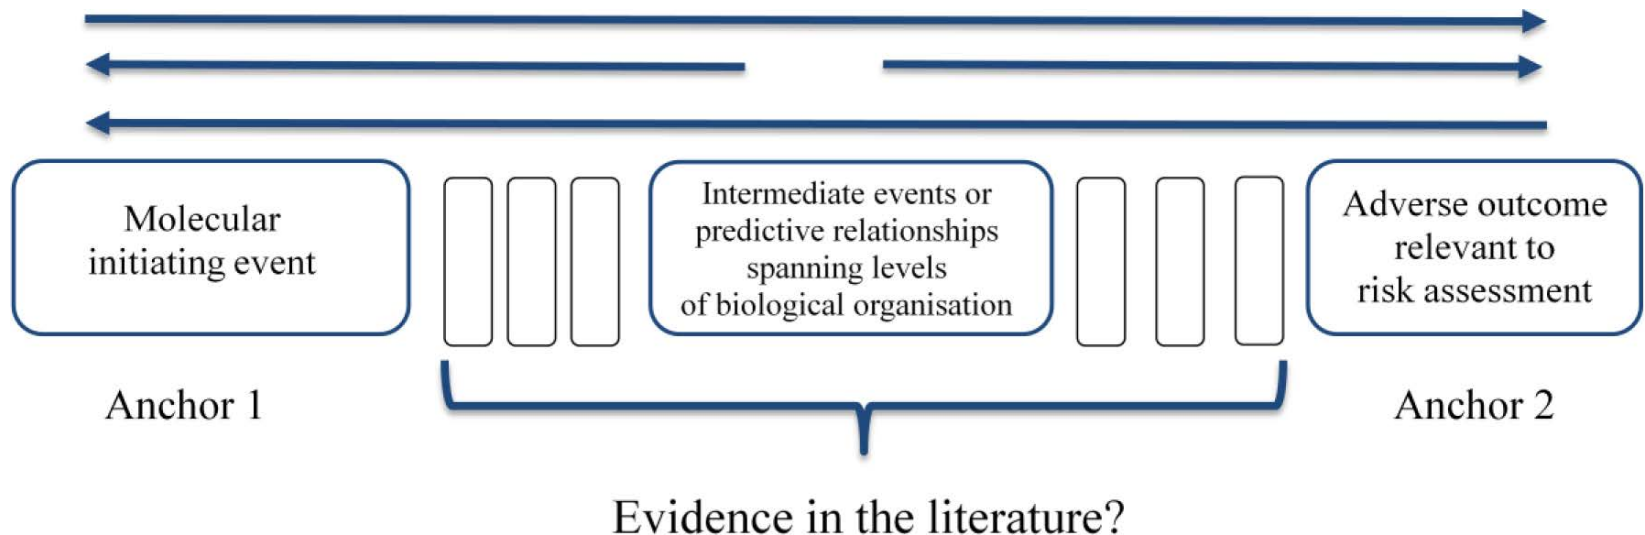 Molecular
initiating event
Intermediate events or
predictive relationships
spanning levels
of biological organisation
Adverse outcome
relevant to
risk assessment
Anchor 1
Anchor 2
Evidence in the literature?